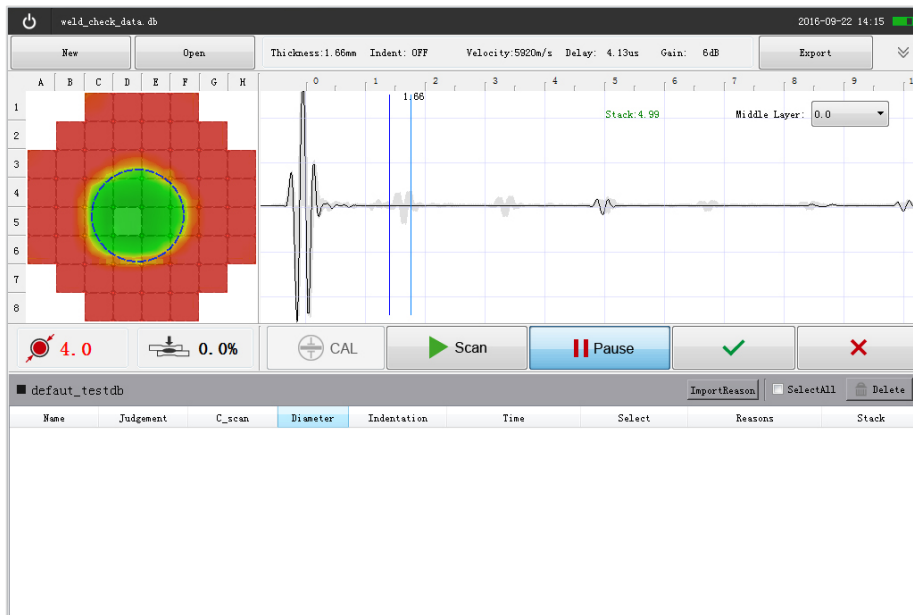 weld_check_data.db 2016-09-22 14:15
New Open Thickness:1.66mm Indent: OFF Velocity:5920m/s Delay: 4.13us Gain: 6dB Export
A B C D E F G H
0 1 2 3 4 5 6 7 8 9 1
1.66
Stack:4.99 Middle Layer: 0.0
1
2
3
4
5
6
7
8
4.0 0.0% CAL Scan Pause
defaut_testdb ImportReason SelectAll Delete
Name Judgement C_scan Diameter Indentation Time Select Reasons Stack